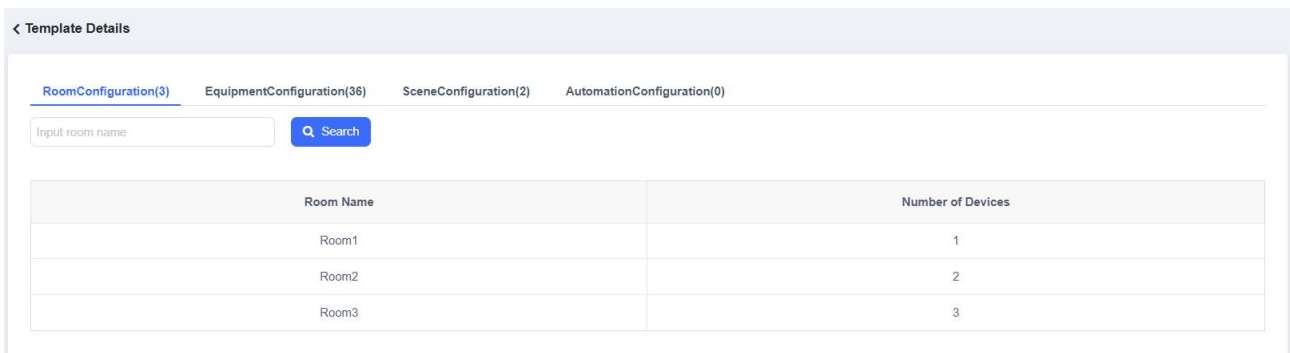 Template Details
RoomConfiguration(3) EquipmentConfiguration(36) SceneConfiguration(2) AutomationConfiguration(0)
Input room name Search
Room Name Number of Devices
Room1 1
Room2 2
Room3 3